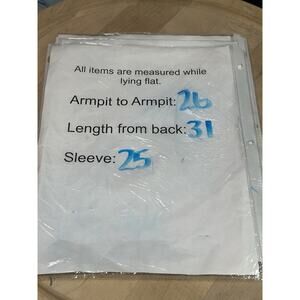 All items are measured while
lying flat.
Armpit to Armpit: 26
Length from back: 31
Sleeve: 25